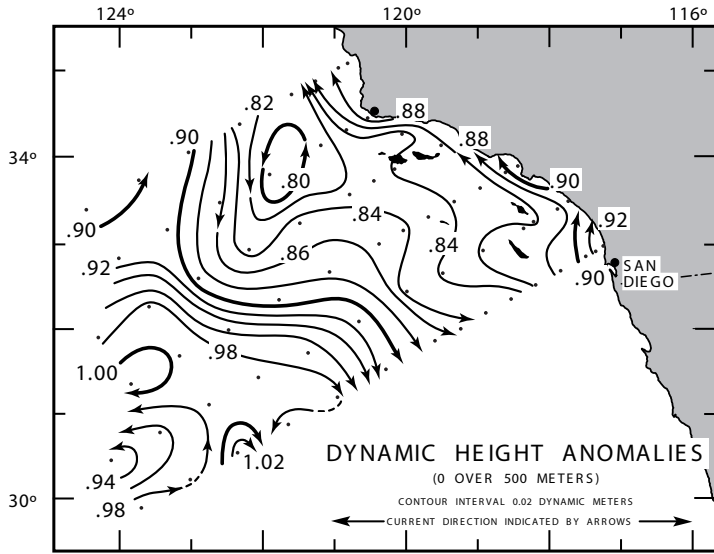 124° 120° 116°
.82
.88
.90
.88
34°
.80
.90
.84
.92
.90
.86
.84
.92
SAN
DIEGO
.90
.98
1.00
DYNAMIC HEIGHT ANOMALIES
1.02
(0 OVER 500 METERS)
.94
30°
CONTOUR INTERVAL 0.02 DYNAMIC METERS
.98
CURRENT DIRECTION INDICATED BY ARROWS